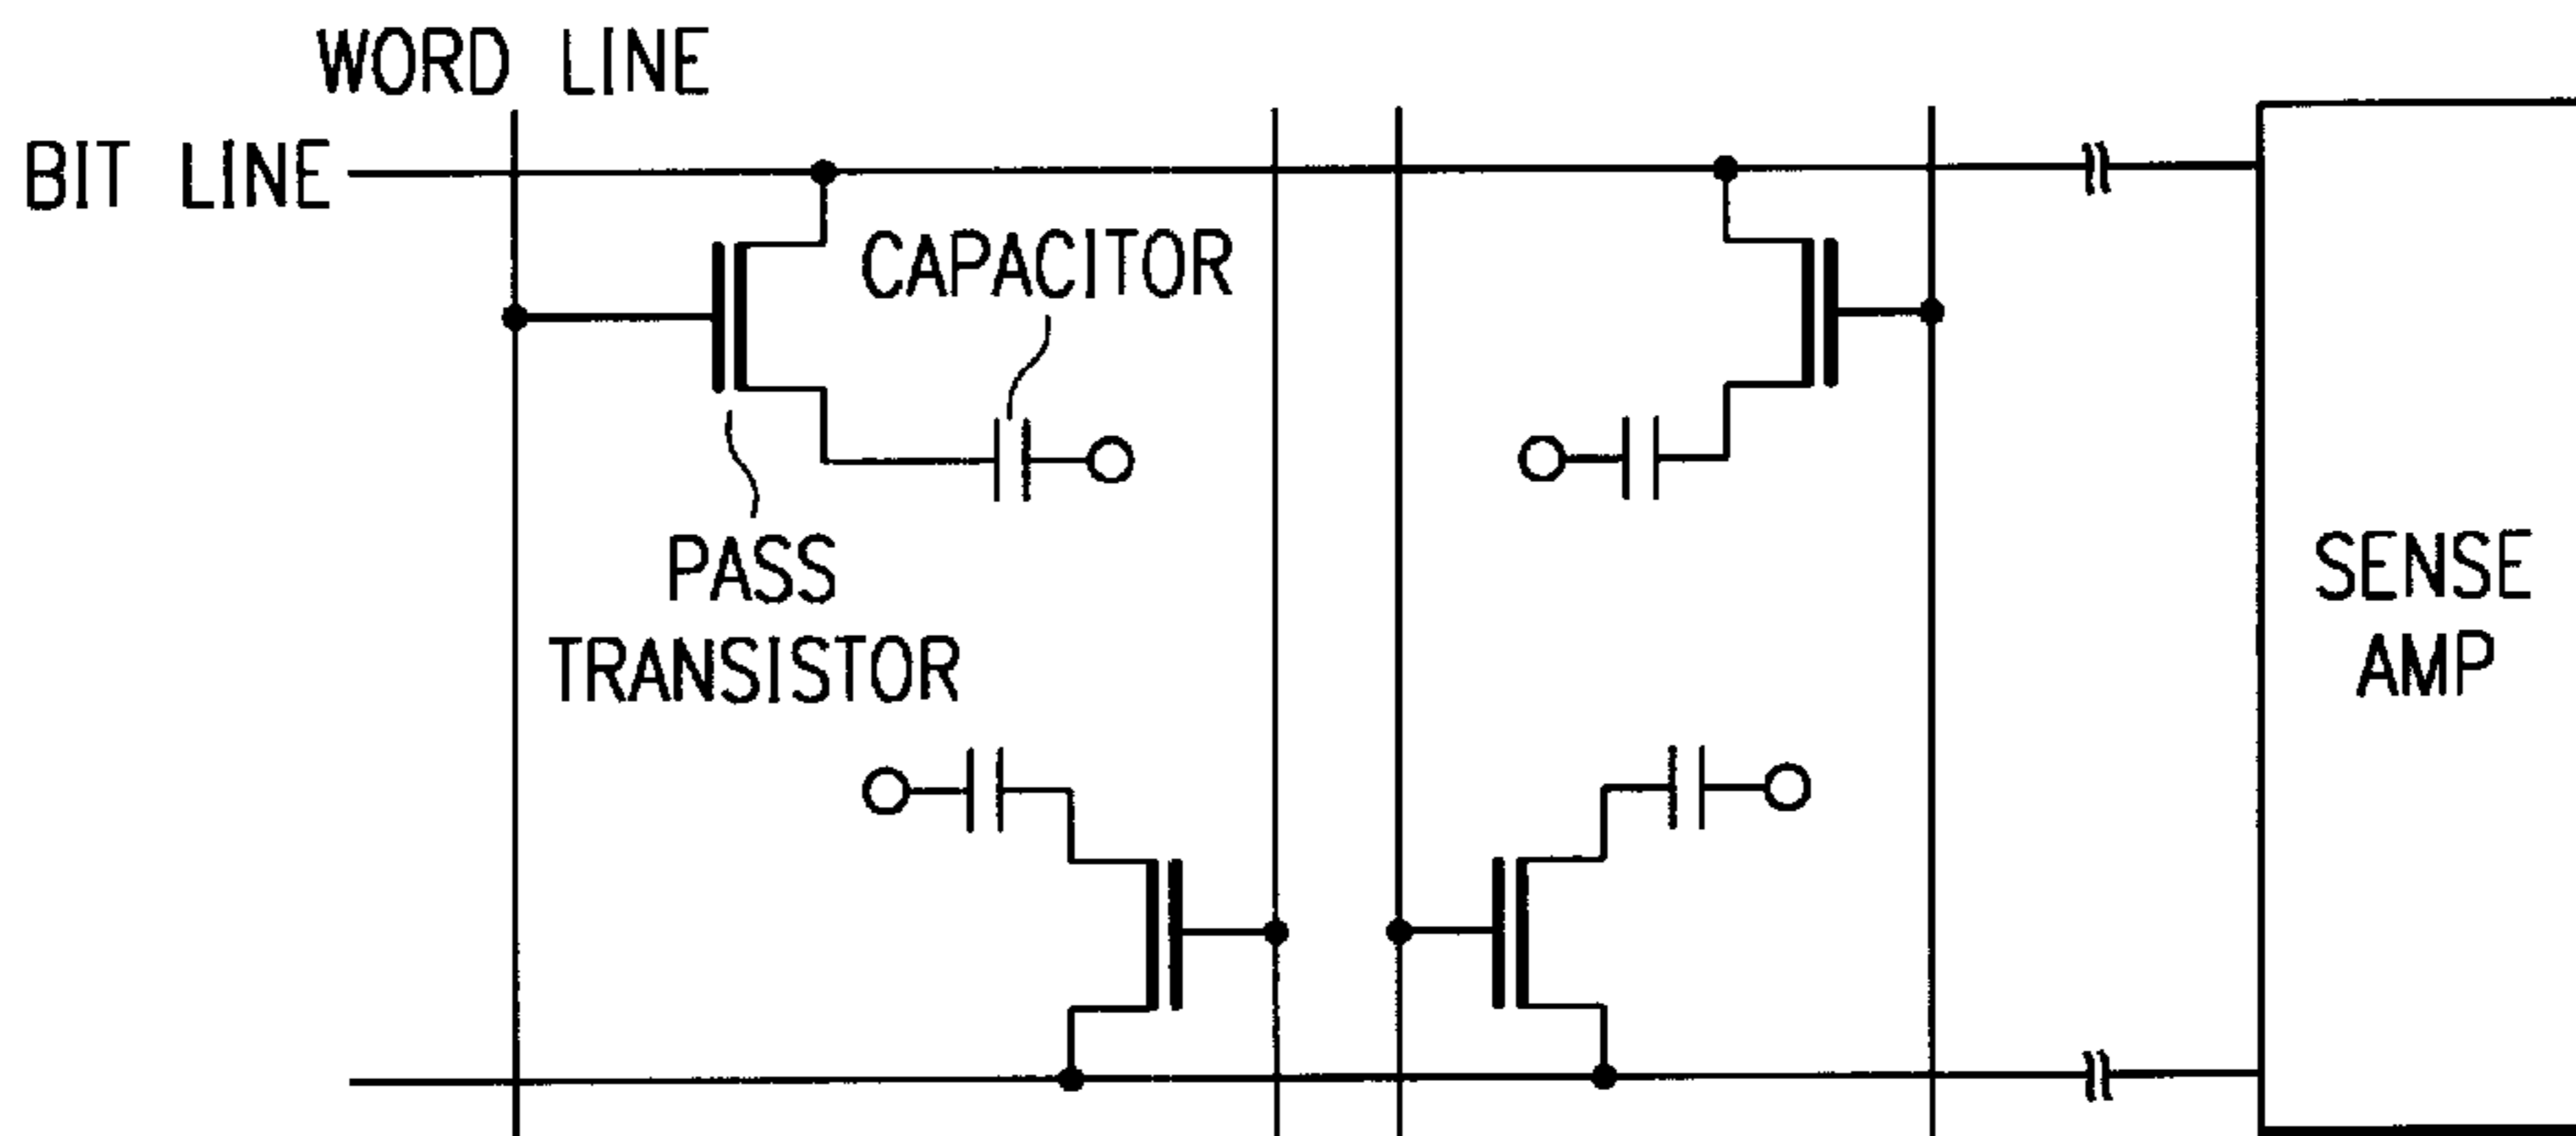 WORD LINE
BIT LINE
CAPACITOR
PASS
TRANSISTOR
SENSE
AMP